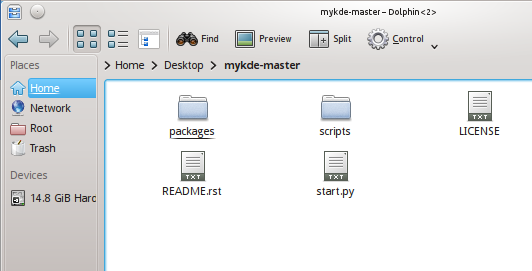 mykde-master – Dolphin <2>
Find Preview Split Control
Places
Home
Network
Root
Trash
Devices
14.8 GiB Hard
> Home > Desktop > mykde-master
packages scripts LICENSE
README.rst start.py
TXT
TXT
TXT